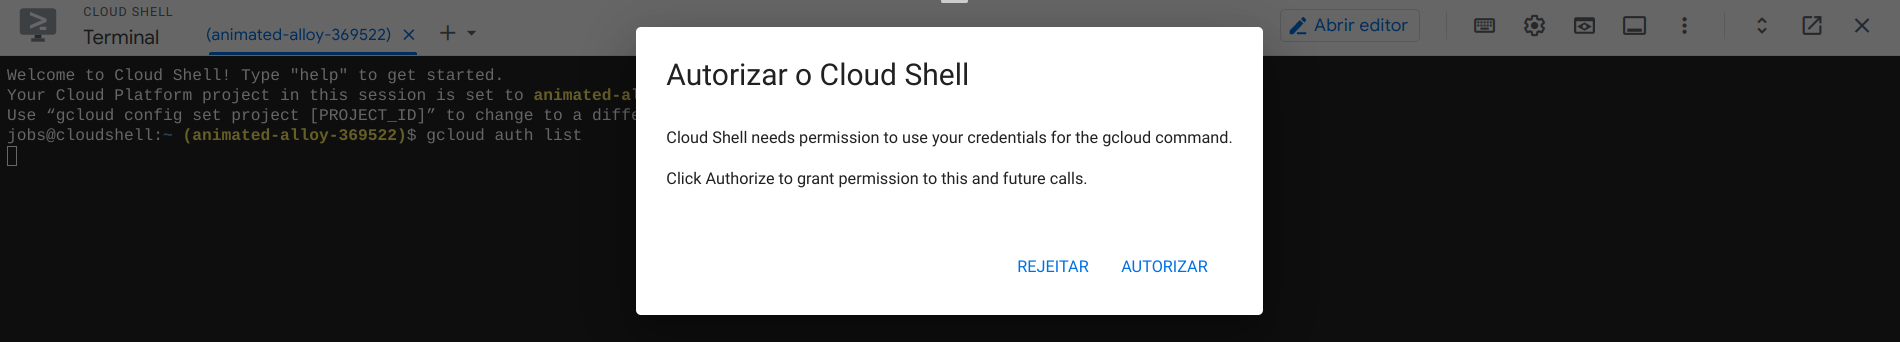 CLOUD SHELL
Terminal
(animated-alloy-369522)
Abrir editor
Welcome to Cloud Shell! Type "help" to get started.
Your Cloud Platform project in this session is set to
Use “gcloud config set project [PROJECT_ID]” to change to a
jobs@cloudshell:~ (animated-alloy-369522)$ gcloud auth list
Autorizar o Cloud Shell
Cloud Shell needs permission to use your credentials for the gcloud command.
Click Authorize to grant permission to this and future calls.
REJEITAR AUTORIZAR